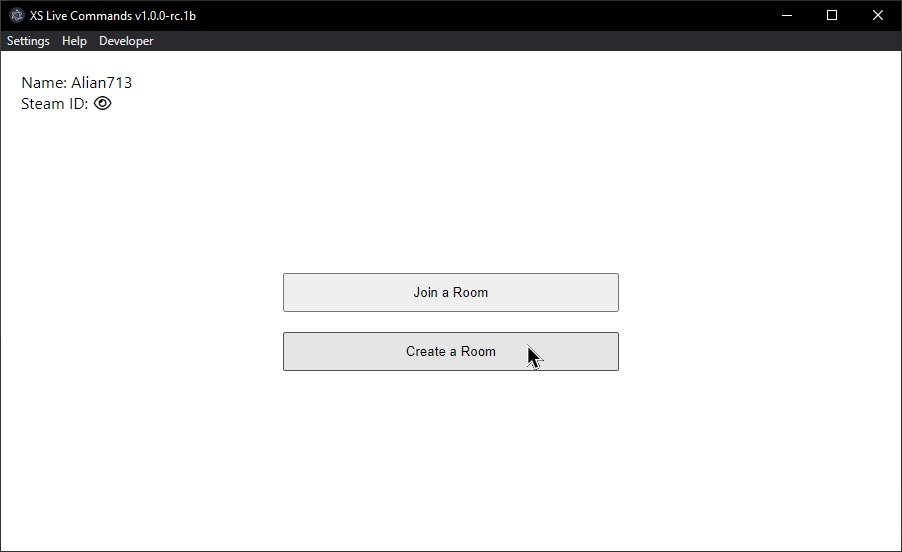 XS Live Commands v1.0.0-rc.1b
Settings Help Developer
Name: Alian713
Steam ID:
Join a Room
Create a Room